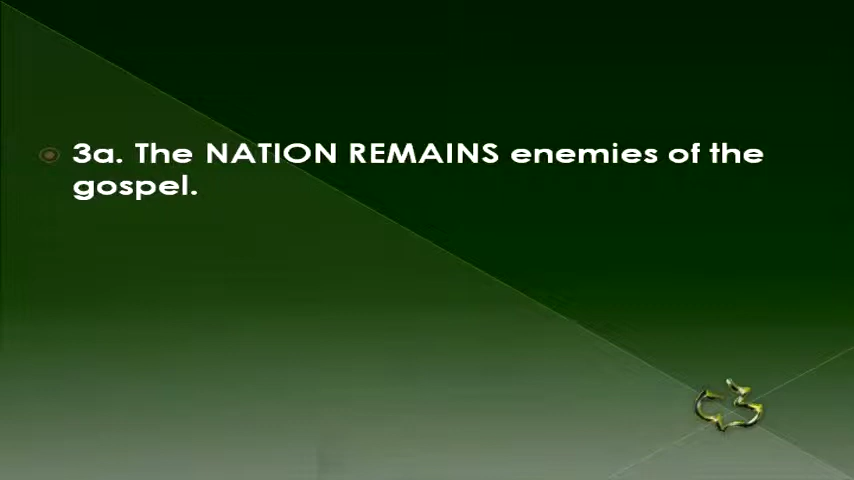 3a. The NATION REMAINS enemies of the
gospel.